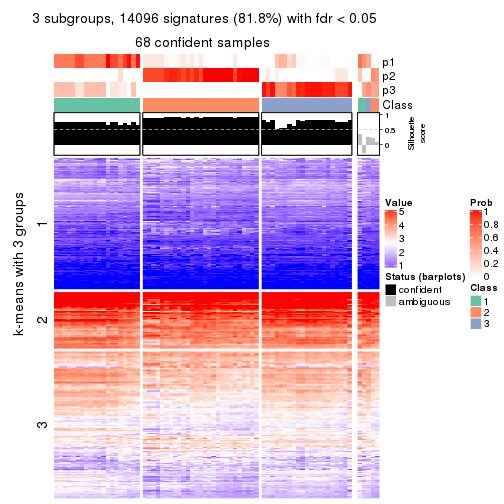 3 subgroups, 14096 signatures (81.8%) with fdr < 0.05
68 confident samples
p1
p2
p3
Class
1
0.5
0
Silhouette
score
k-means with 3 groups
1
2
3
Value
5
4
3
2
1
Status (barplots)
confident
ambiguous
Prob
1
0.8
0.6
0.4
0.2
0
Class
1
2
3